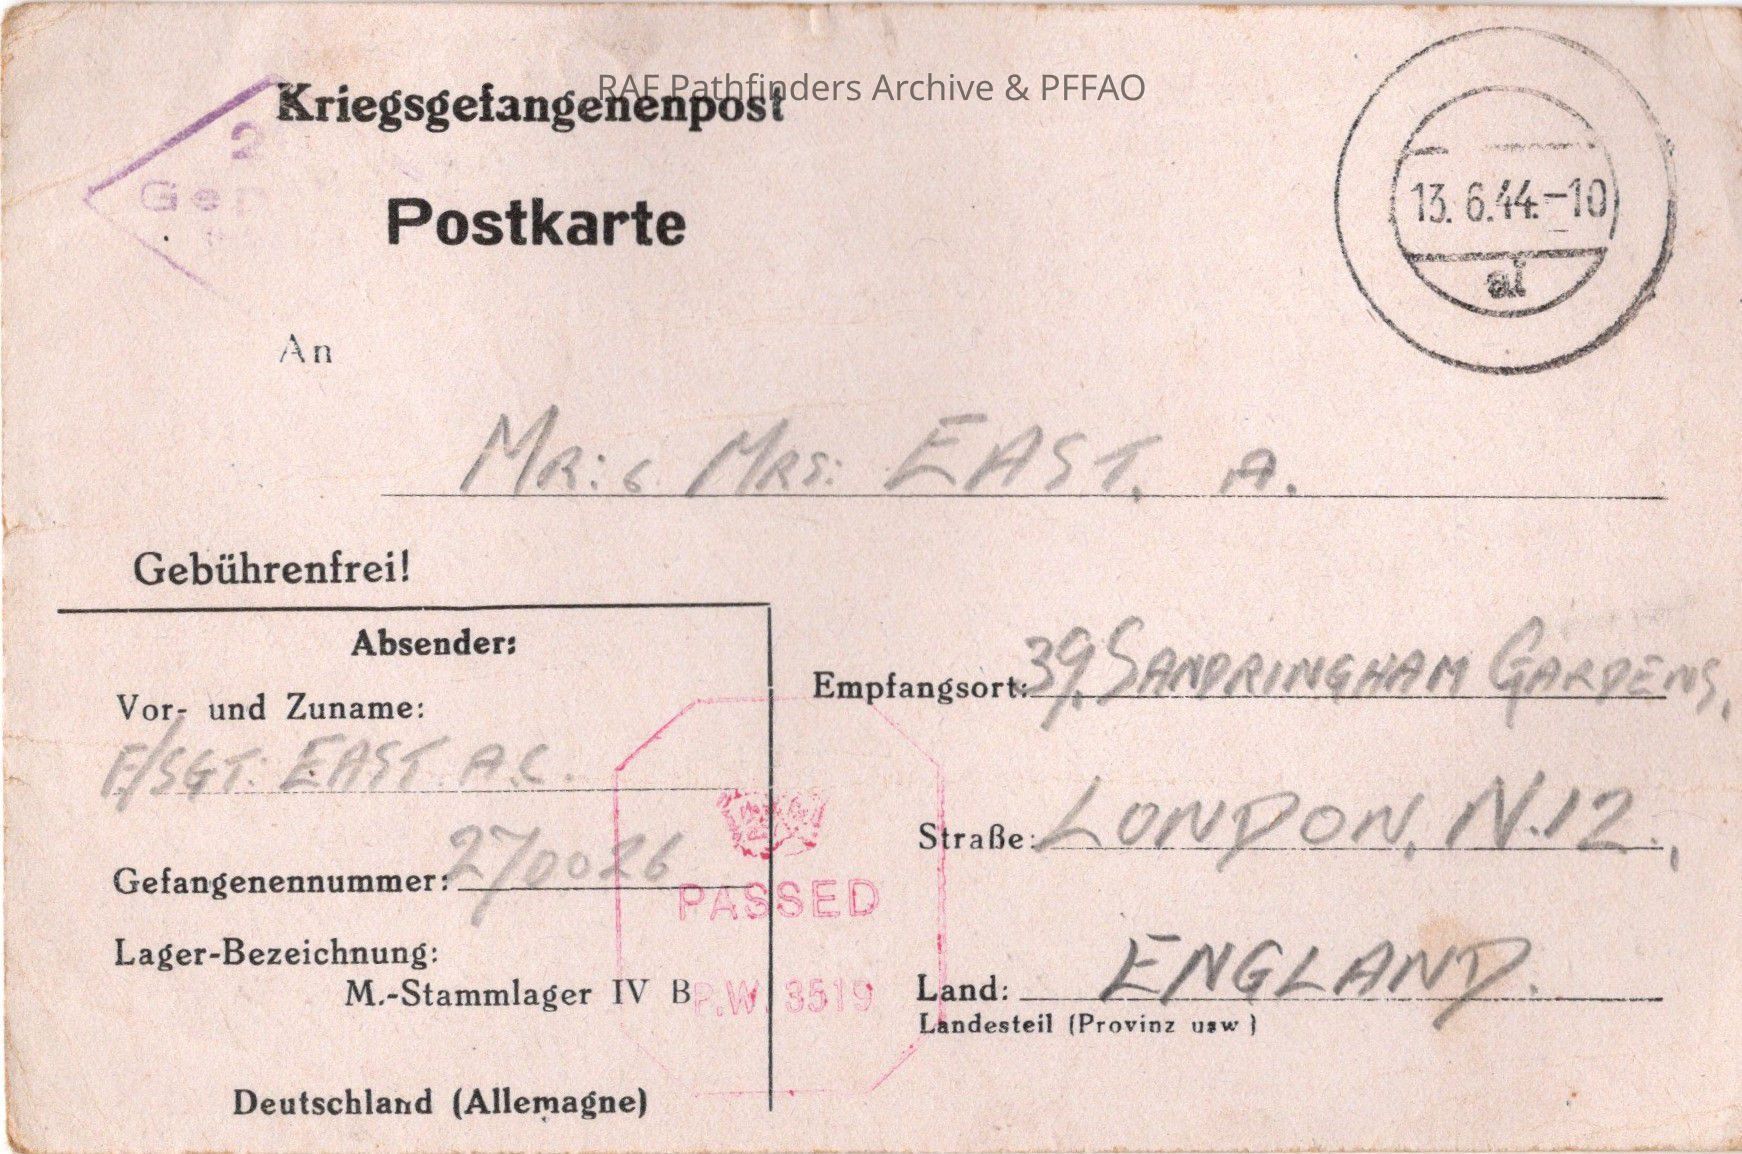 RAF Pathfinders Archive & PFFAO
Kriegsgefangenenpost
2
Gep
Postkarte
13.6.44.-10
An
MR: & MRS: EAST. A.
Gebührenfrei!
Absender:
Vor- und Zuname:
F/SGT. EAST. A.C.
Gefangenennummer: 270026
Lager-Bezeichnung:
M.-Stammlager IV B
Deutschland (Allemagne)
PASSED
P.W. 3519
Empfangsort: 39, SANDRINGHAM GARDENS,
Straße: LONDON, N.12.,
Land: ENGLAND.
Landesteil (Provinz usw)